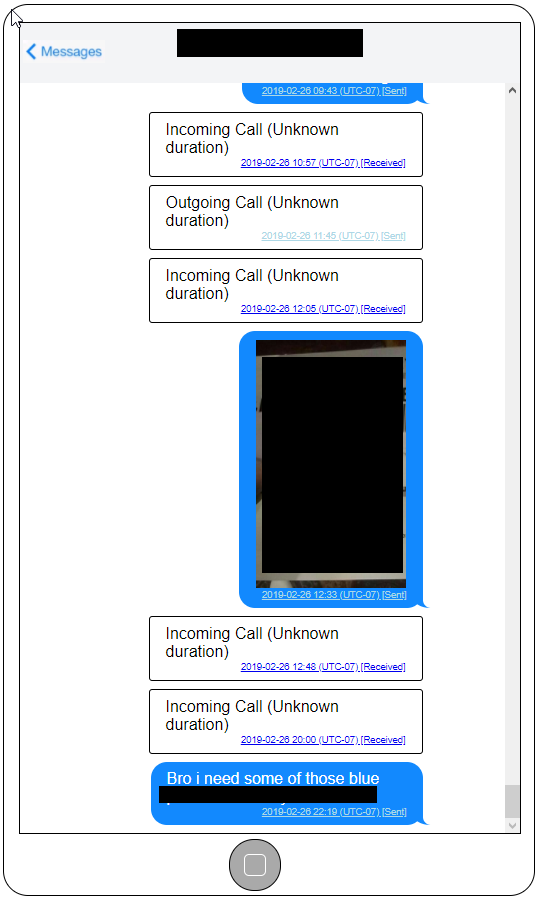 Messages
2019-02-26 09:43 (UTC-07) [Sent]
Incoming Call (Unknown
duration)
2019-02-26 10:57 (UTC-07) [Received]
Outgoing Call (Unknown
duration)
2019-02-26 11:45 (UTC-07) [Sent]
Incoming Call (Unknown
duration)
2019-02-26 12:05 (UTC-07) [Received]
2019-02-26 12:33 (UTC-07) [Sent]
Incoming Call (Unknown
duration)
2019-02-26 12:48 (UTC-07) [Received]
Incoming Call (Unknown
duration)
2019-02-26 20:00 (UTC-07) [Received]
Bro i need some of those blue
2019-02-26 22:19 (UTC-07) [Sent]